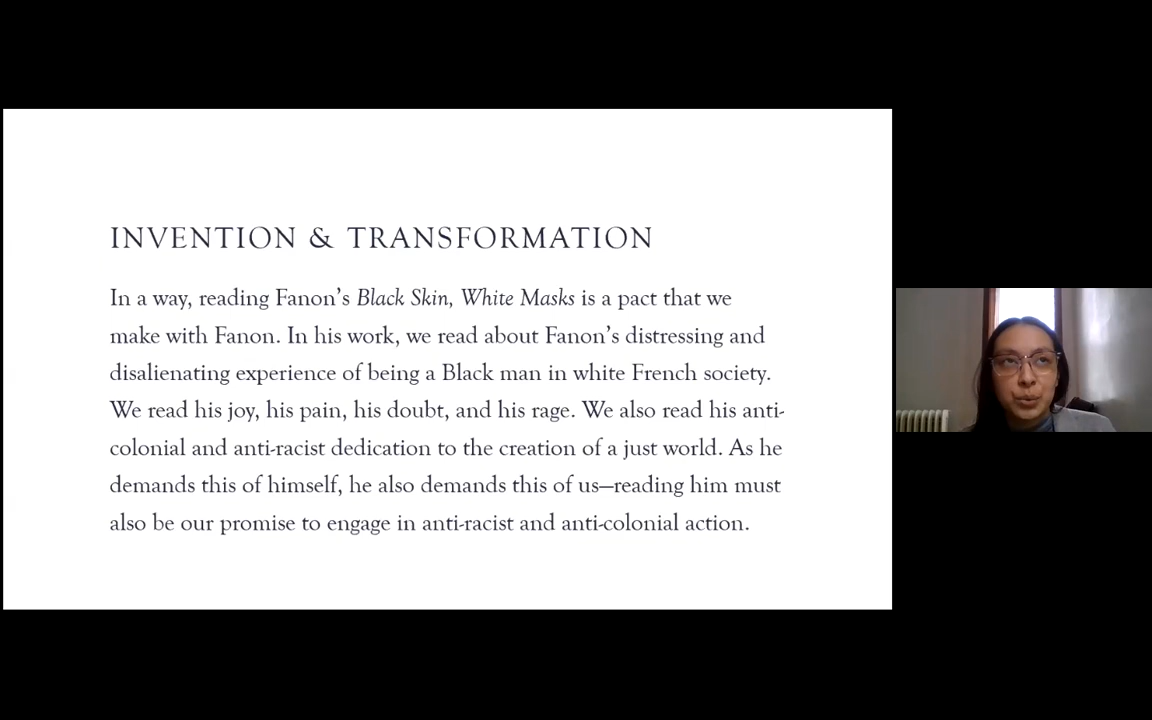 INVENTION & TRANSFORMATION
In a way, reading Fanon’s Black Skin, White Masks is a pact that we
make with Fanon. In his work, we read about Fanon’s distressing and
disalienating experience of being a Black man in white French society.
We read his joy, his pain, his doubt, and his rage. We also read his anti-
colonial and anti-racist dedication to the creation of a just world. As he
demands this of himself, he also demands this of us—reading him must
also be our promise to engage in anti-racist and anti-colonial action.